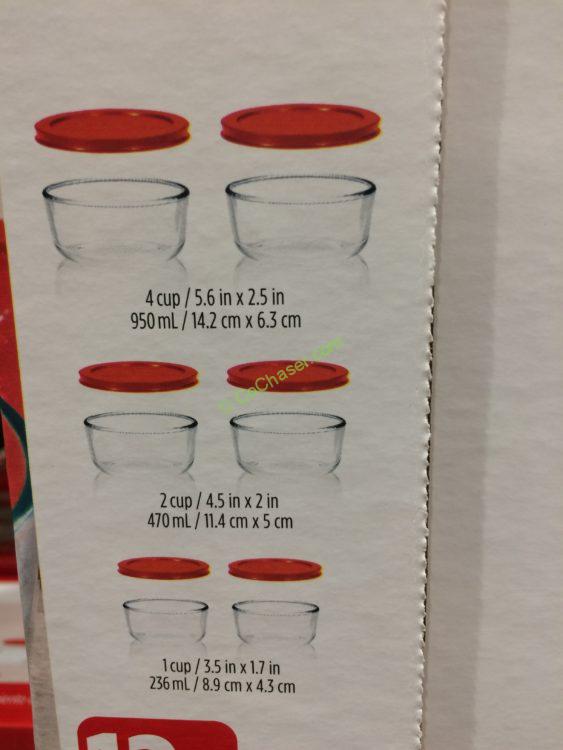 4 cup / 5.6 in x 2.5 in
950 mL / 14.2 cm x 6.3 cm
© CoChaser.com
2 cup / 4.5 in x 2 in
470 mL / 11.4 cm x 5 cm
1 cup / 3.5 in x 1.7 in
236 mL / 8.9 cm x 4.3 cm